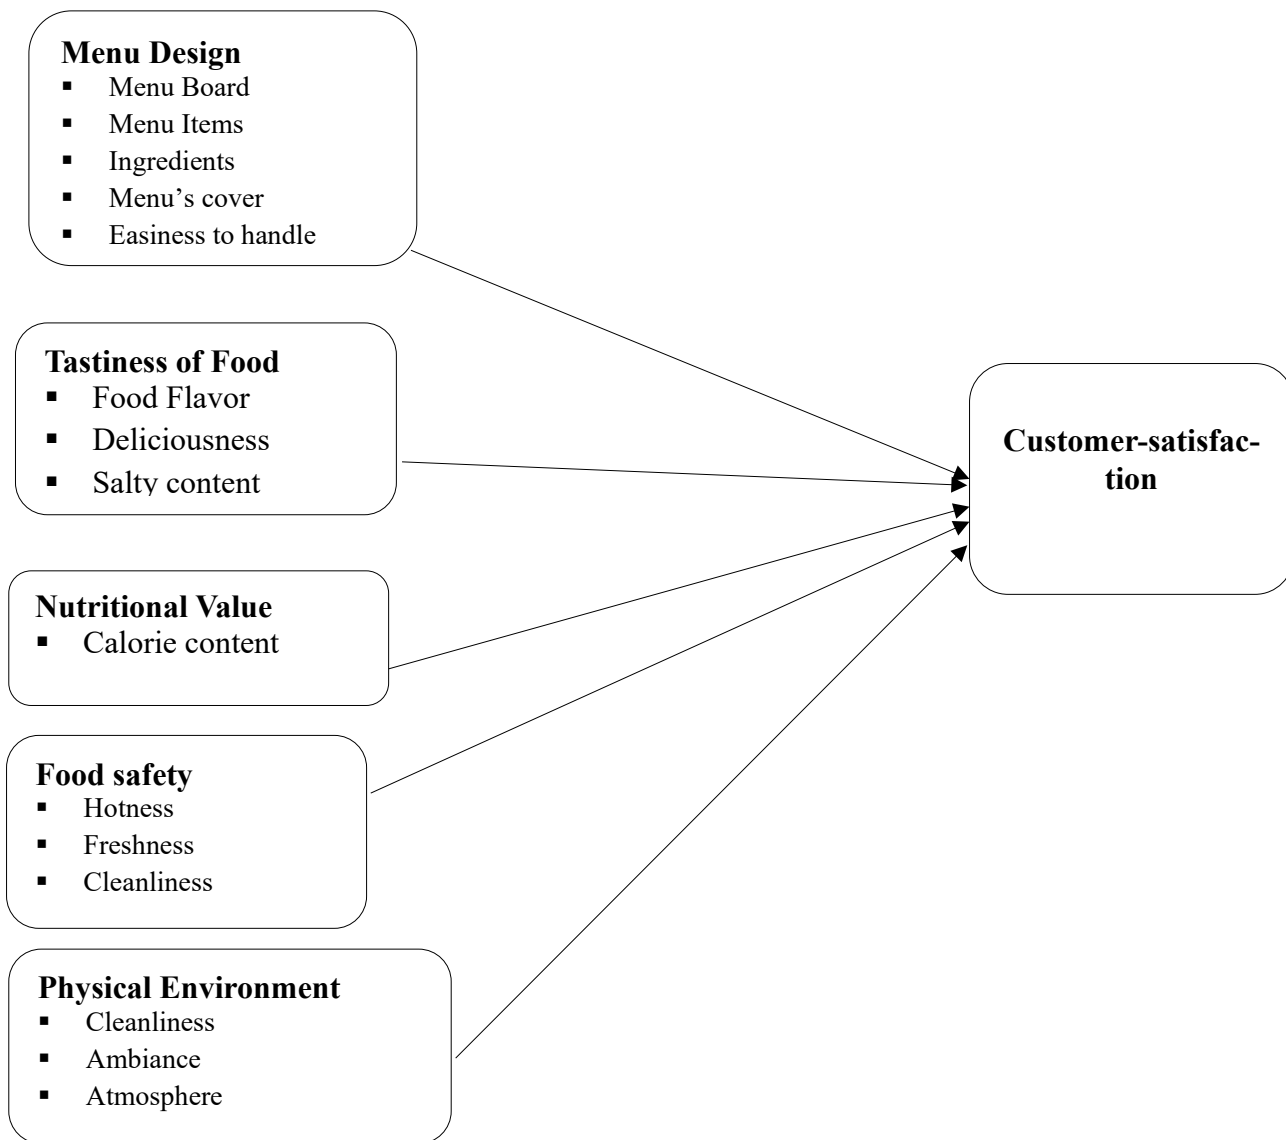 Menu Design
▪ Menu Board
▪ Menu Items
▪ Ingredients
▪ Menu’s cover
▪ Easiness to handle
Tastiness of Food
▪ Food Flavor
▪ Deliciousness
▪ Salty content
Customer-satisfac-
tion
Nutritional Value
▪ Calorie content
Food safety
▪ Hotness
▪ Freshness
▪ Cleanliness
Physical Environment
▪ Cleanliness
▪ Ambiance
▪ Atmosphere